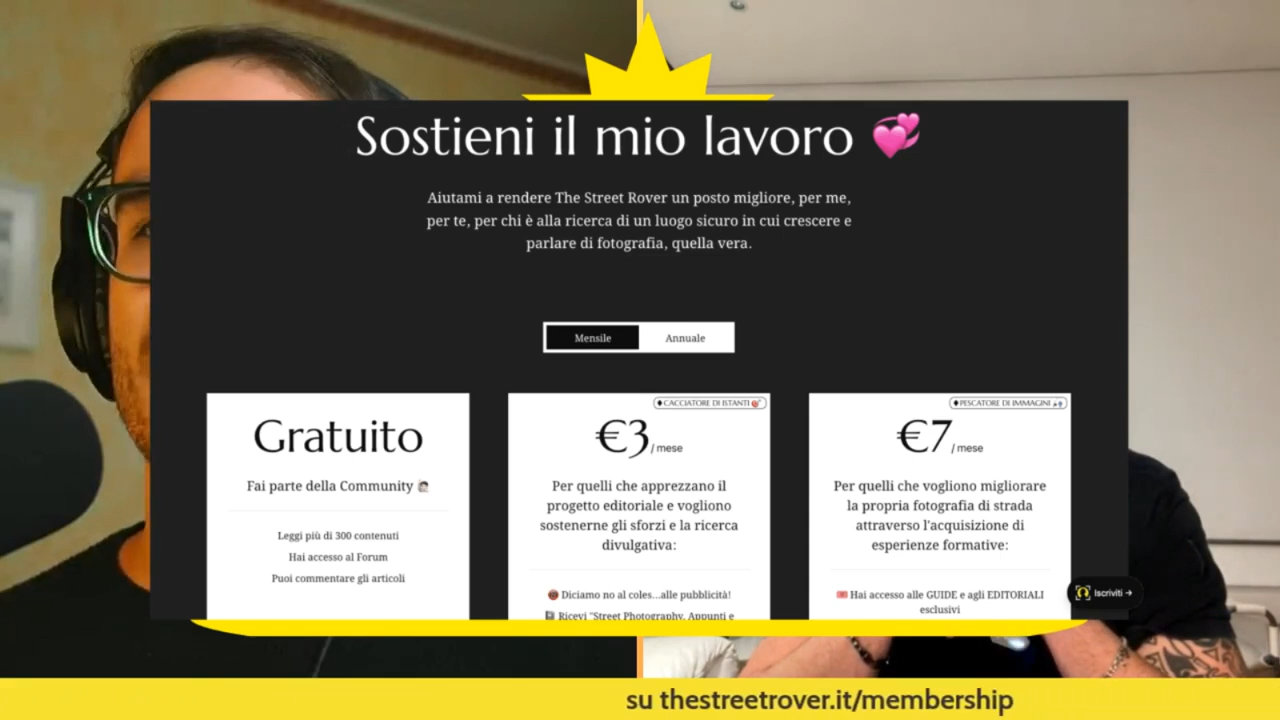 Sostieni il mio lavoro 💞
Aiutami a rendere The Street Rover un posto migliore, per me,
per te, per chi è alla ricerca di un luogo sicuro in cui crescere e
parlare di fotografia, quella vera.
Mensile
Annuale
Gratuito
Fai parte della Community
Leggi più di 300 contenuti
Hai accesso al Forum
Puoi commentare gli articoli
♦ CACCIATORE DI ISTANTI 🎯
€3 / mese
Per quelli che apprezzano il
progetto editoriale e vogliono
sostenerne gli sforzi e la ricerca
divulgativa:
Diciamo no al coles...alle pubblicità!
Ricevi "Street Photography, Appunti e
♦ PESCATORE DI IMMAGINI
€7 / mese
Per quelli che vogliono migliorare
la propria fotografia di strada
attraverso l'acquisizione di
esperienze formative:
Hai accesso alle GUIDE e agli EDITORIALI
esclusivi
Iscriviti →
su thestreetrover.it/membership